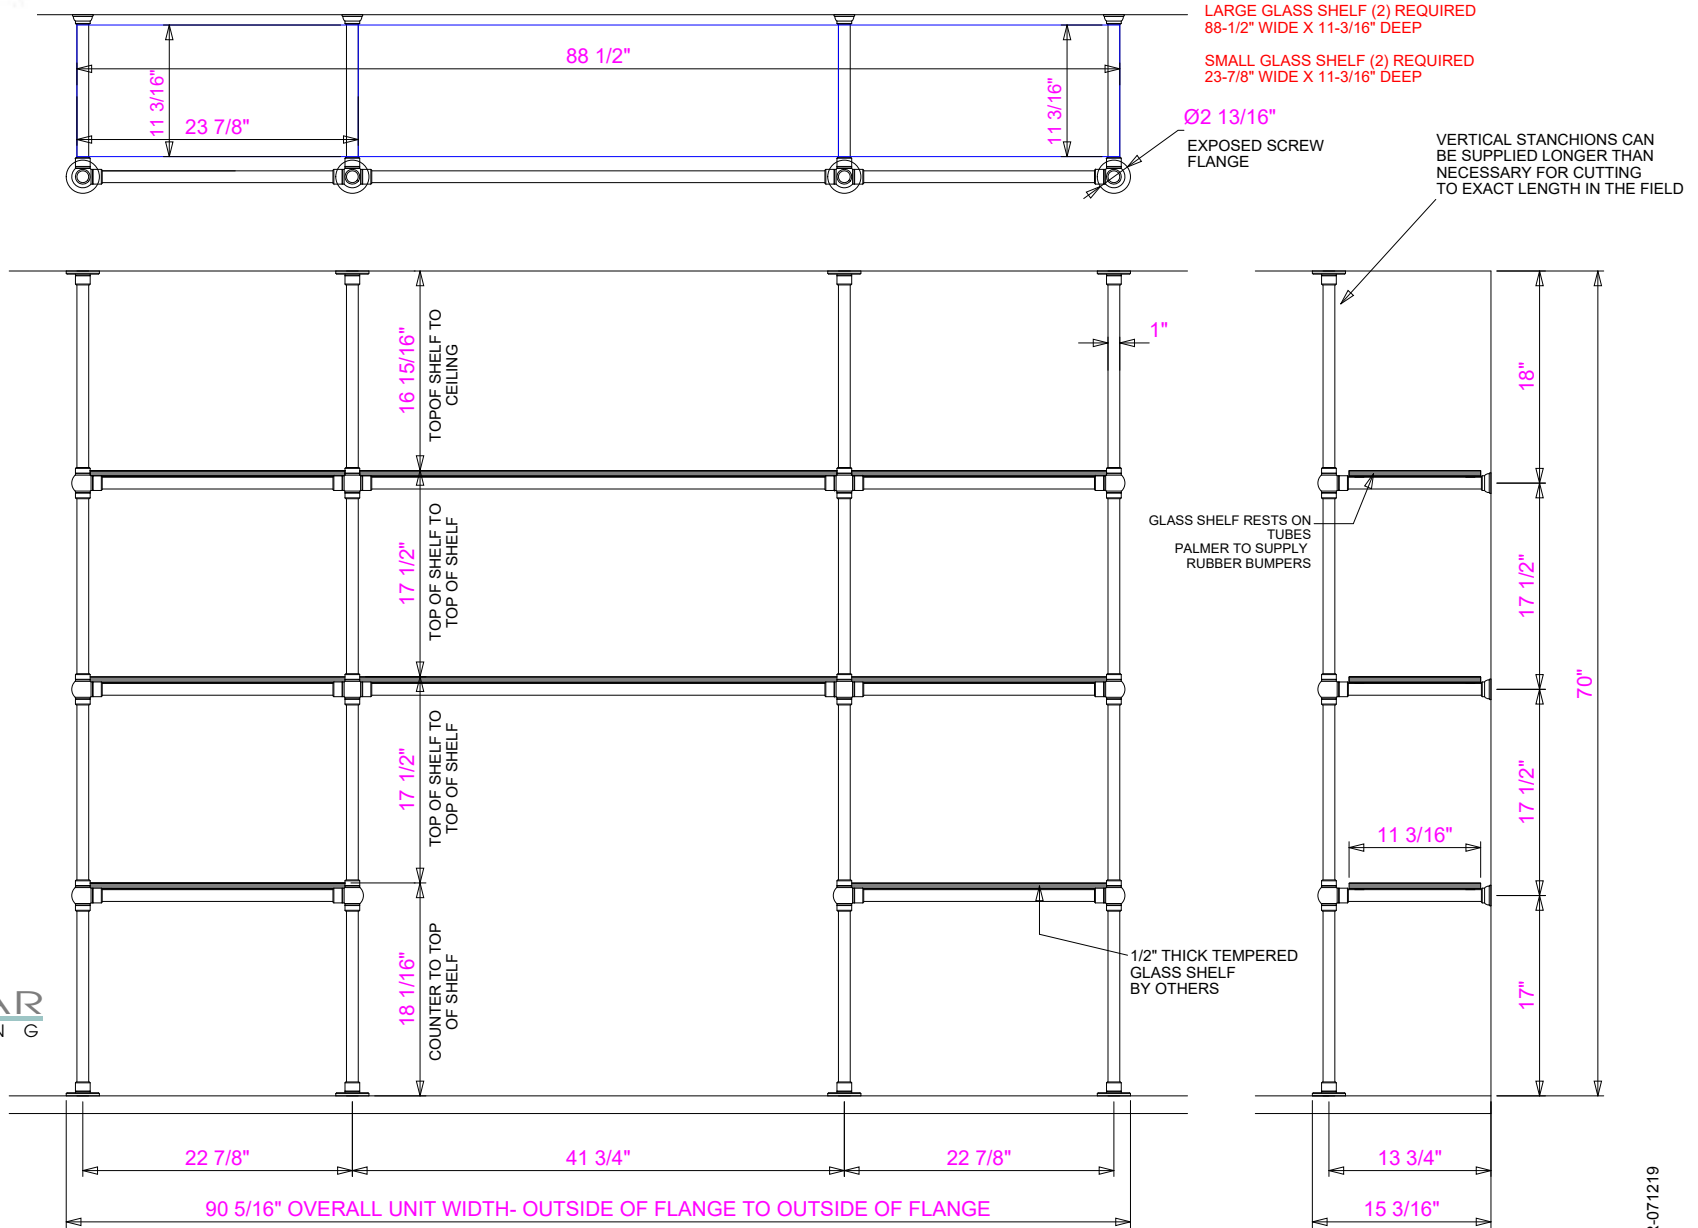 LARGE GLASS SHELF (2) REQUIRED
88-1/2" WIDE X 11-3/16" DEEP
SMALL GLASS SHELF (2) REQUIRED
23-7/8" WIDE X 11-3/16" DEEP
88 1/2"
11 3/16"
23 7/8"
11 3/16"
Ø2 13/16"
EXPOSED SCREW
FLANGE
VERTICAL STANCHIONS CAN
BE SUPPLIED LONGER THAN
NECESSARY FOR CUTTING
TO EXACT LENGTH IN THE FIELD
16 15/16"
TOPOF SHELF TO
CEILING
1"
18"
17 1/2"
TOP OF SHELF TO
TOP OF SHELF
GLASS SHELF RESTS ON
TUBES
PALMER TO SUPPLY
RUBBER BUMPERS
17 1/2"
70"
17 1/2"
TOP OF SHELF TO
TOP OF SHELF
17 1/2"
11 3/16"
18 1/16"
COUNTER TO TOP
OF SHELF
1/2" THICK TEMPERED
GLASS SHELF
BY OTHERS
17"
AR
N G
22 7/8"
41 3/4"
22 7/8"
13 3/4"
90 5/16" OVERALL UNIT WIDTH- OUTSIDE OF FLANGE TO OUTSIDE OF FLANGE
15 3/16"
R-071219